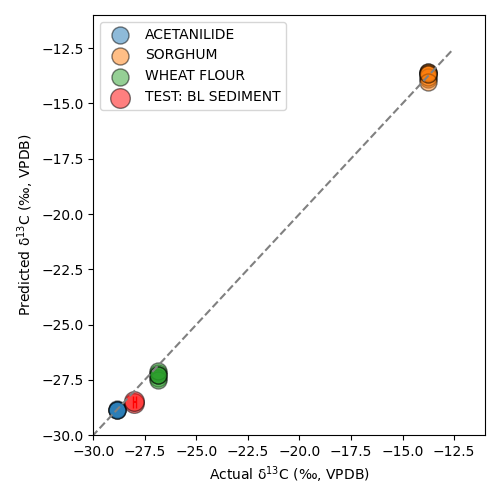 ACETANILIDE
SORGHUM
WHEAT FLOUR
TEST: BL SEDIMENT
−12.5
−15.0
−17.5
−20.0
−22.5
−25.0
−27.5
−30.0
Predicted δ¹³C (‰, VPDB)
−30.0 −27.5 −25.0 −22.5 −20.0 −17.5 −15.0 −12.5
Actual δ¹³C (‰, VPDB)